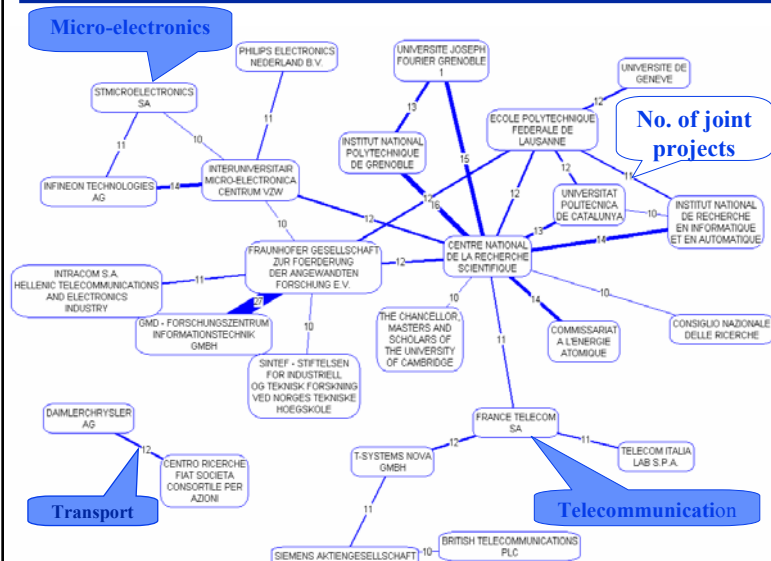 Micro-electronics
PHILIPS ELECTRONICS
NEDERLAND B.V.
UNIVERSITE JOSEPH
FOURIER GRENOBLE
1
UNIVERSITE DE
GENEVE
STMICROELECTRONICS
SA
ECOLE POLYTECHNIQUE
FEDERALE DE
LAUSANNE
12
No. of joint
projects
11
10
11
13
15
INSTITUT NATIONAL
POLYTECHNIQUE
DE GRENOBLE
INFINEON TECHNOLOGIES
AG
14
INTERUNIVERSITAIR
MICRO-ELECTRONICA
CENTRUM VZW
12
16
12
12
11
UNIVERSITAT
POLITECNICA
DE CATALUNYA
10
INSTITUT NATIONAL
DE RECHERCHE
EN INFORMATIQUE
ET EN AUTOMATIQUE
10
12
13
14
FRAUNHOFER GESELLSCHAFT
ZUR FOERDERUNG
DER ANGEWANDTEN
FORSCHUNG E.V.
12
CENTRE NATIONAL
DE LA RECHERCHE
SCIENTIFIQUE
INTRACOM S.A.
HELLENIC TELECOMMUNICATIONS
AND ELECTRONICS
INDUSTRY
11
27
10
10
14
10
GMD - FORSCHUNGSZENTRUM
INFORMATIONSTECHNIK
GMBH
SINTEF - STIFTELSEN
FOR INDUSTRIELL
OG TEKNISK FORSKNING
VED NORGES TEKNISKE
HOEGSKOLE
THE CHANCELLOR,
MASTERS AND
SCHOLARS OF
THE UNIVERSITY
OF CAMBRIDGE
COMMISSARIAT
A L'ENERGIE
ATOMIQUE
CONSIGLIO NAZIONALE
DELLE RICERCHE
11
DAIMLERCHRYSLER
AG
12
CENTRO RICERCHE
FIAT SOCIETA
CONSORTILE PER
AZIONI
Transport
FRANCE TELECOM
SA
12
11
T-SYSTEMS NOVA
GMBH
TELECOM ITALIA
LAB S.P.A.
Telecommunication
11
SIEMENS AKTIENGESELLSCHAFT
10
BRITISH TELECOMMUNICATIONS
PLC